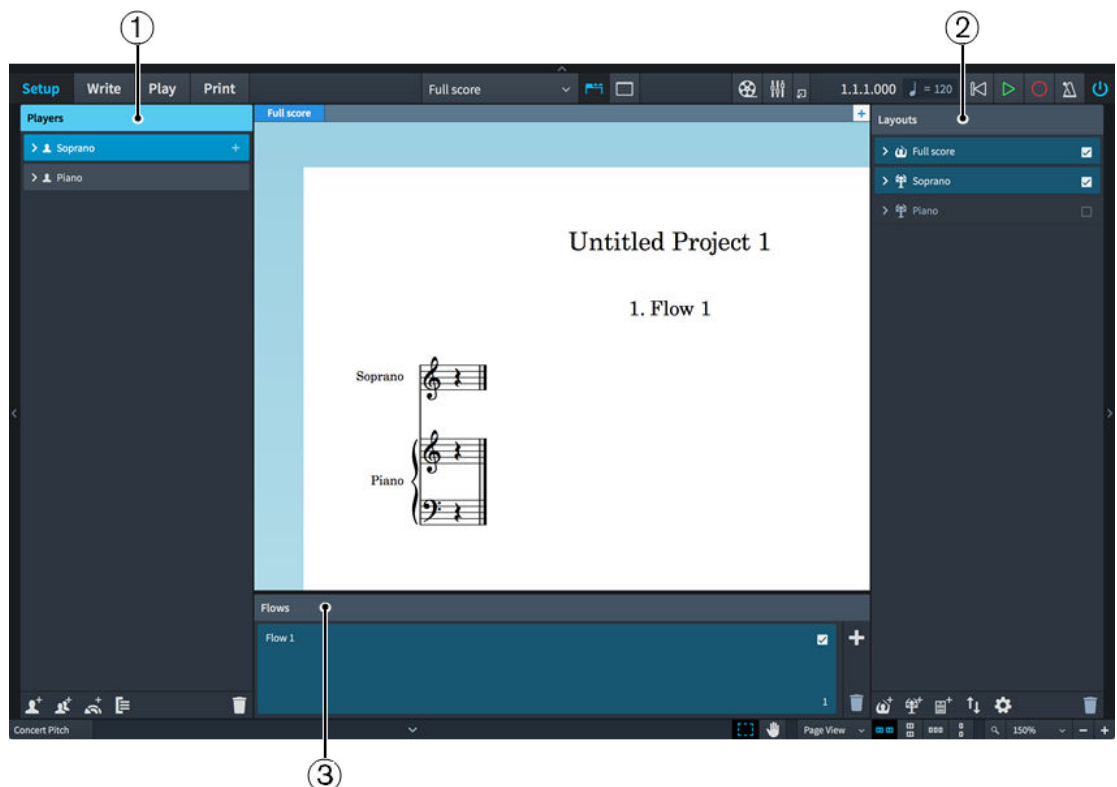 1
2
Setup Write Play Print Full score 1.1.1.000 = 120
Players
Full score
Layouts
Soprano
Full score
Piano
Soprano
Piano
Untitled Project 1
1. Flow 1
Soprano
Piano
Flows
Flow 1
1
Concert Pitch
Page View
150%
3